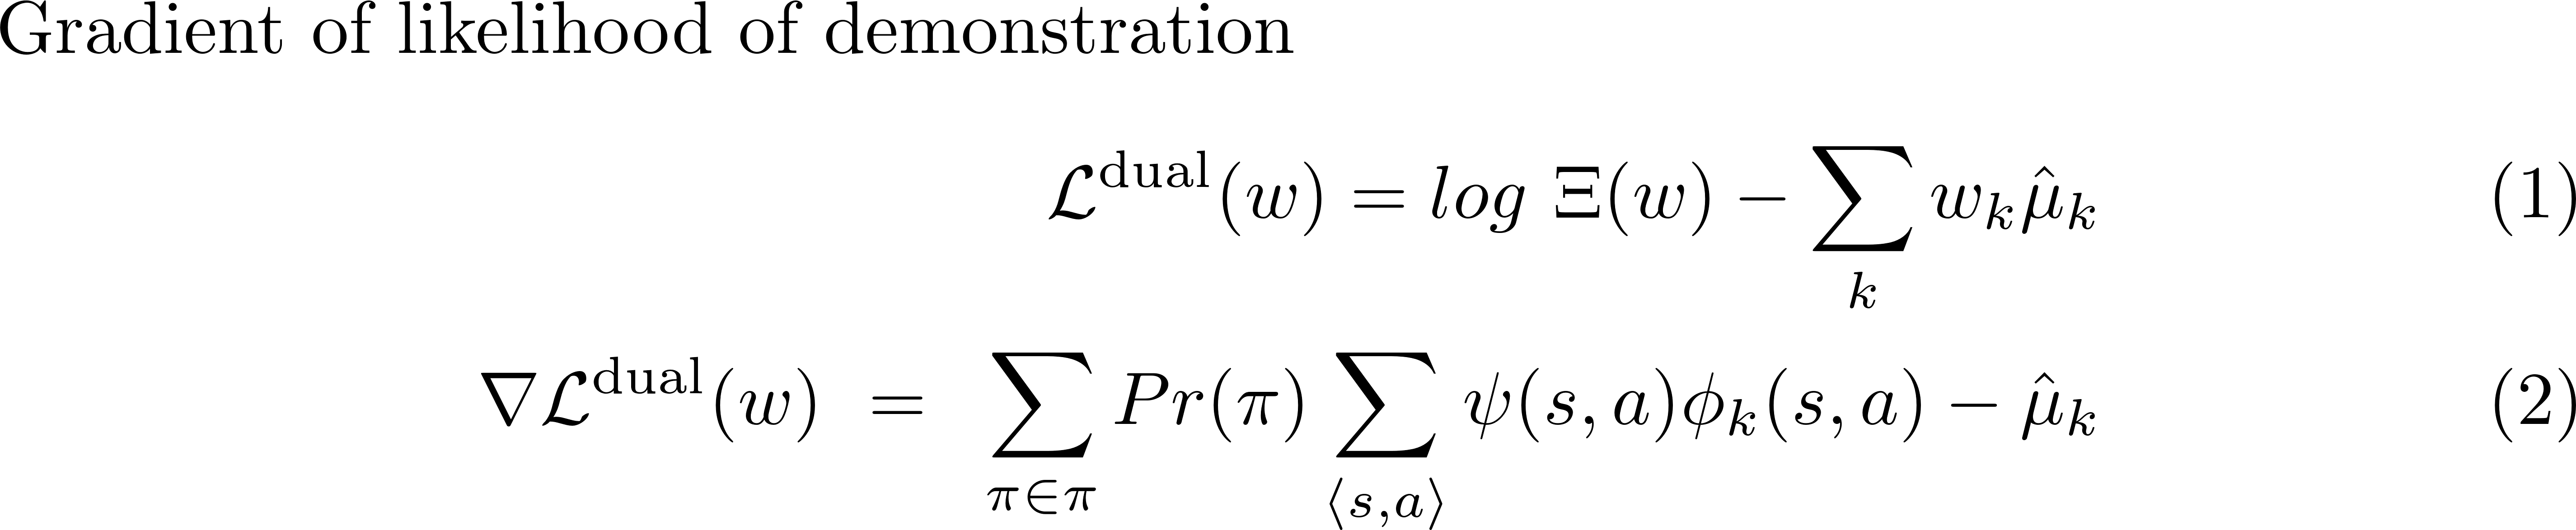 Gradient of likelihood of demonstration
ℒ^dual(w) = log Ξ(w) − ∑_k w_k μ̂_k (1)
∇ℒ^dual(w) = ∑_{π∈π} Pr(π) ∑_{⟨s,a⟩} ψ(s, a)ϕ_k(s, a) − μ̂_k (2)